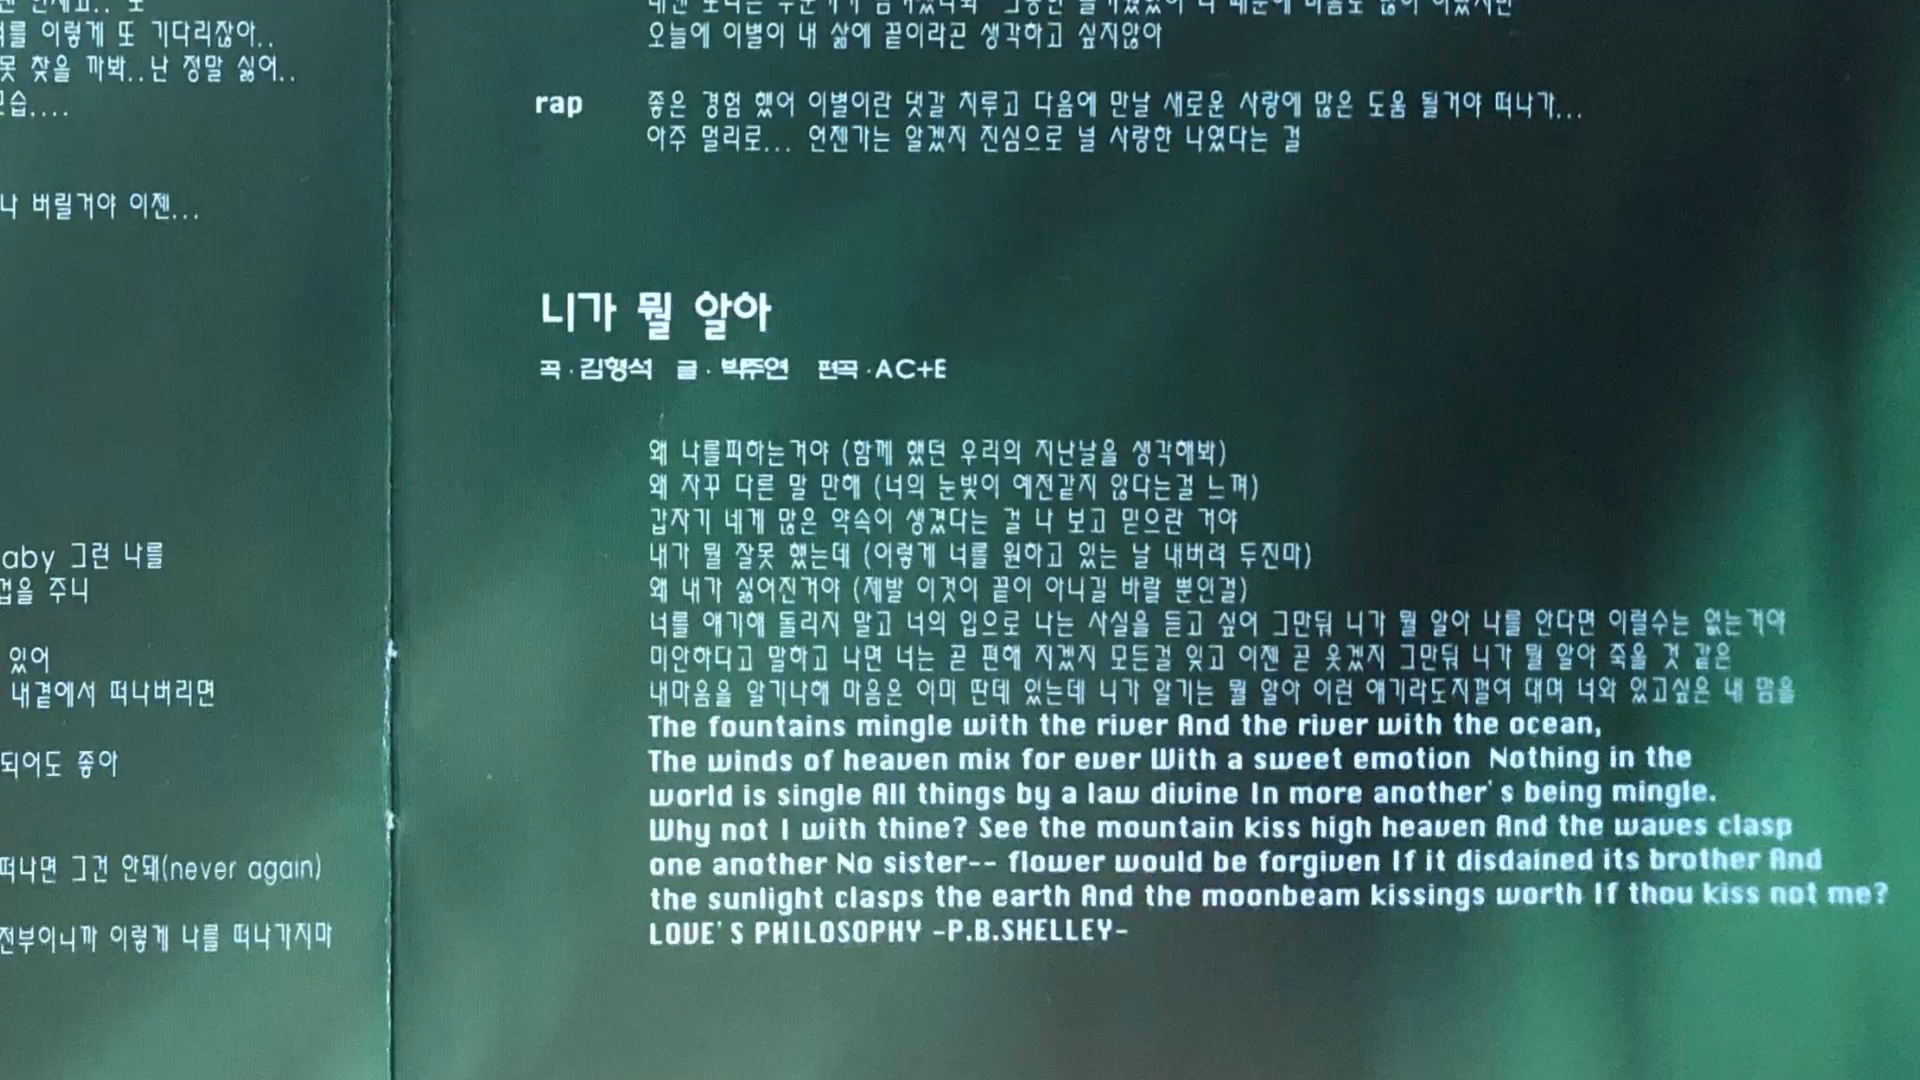 를 이렇게 또 기다리잖아..
못 찾을 까봐..난 정말 싫어..
습....
나 버릴거야 이젠...
aby 그런 나를
겁을 주니
있어
내곁에서 떠나버리면
되어도 좋아
떠나면 그건 안돼(never again)
전부이니까 이렇게 나를 떠나가지마
오늘에 이별이 내 삶에 끝이라곤 생각하고 싶지않아
rap 좋은 경험 했어 이별이란 댓갈 치루고 다음에 만날 새로운 사랑에 많은 도움 될거야 떠나가...
아주 멀리로... 언젠가는 알겠지 진심으로 널 사랑한 나였다는 걸
니가 뭘 알아
곡·김형석 글·박주연 편곡·AC+E
왜 나를피하는거야 (함께 했던 우리의 지난날을 생각해봐)
왜 자꾸 다른 말 만해 (너의 눈빛이 예전같지 않다는걸 느껴)
갑자기 네게 많은 약속이 생겼다는 걸 나 보고 믿으란 거야
내가 뭘 잘못 했는데 (이렇게 너를 원하고 있는 날 내버려 두진마)
왜 내가 싫어진거야 (제발 이것이 끝이 아니길 바랄 뿐인걸)
너를 얘기해 돌리지 말고 너의 입으로 나는 사실을 듣고 싶어 그만둬 니가 뭘 알아 나를 안다면 이럴수는 없는거야
미안하다고 말하고 나면 너는 곧 편해 지겠지 모든걸 잊고 이젠 곧 웃겠지 그만둬 니가 뭘 알아 죽을 것 같은
내마음을 알기나해 마음은 이미 딴데 있는데 니가 알기는 뭘 알아 이런 얘기라도지껄여 대며 너와 있고싶은 내 맘을
The fountains mingle with the river And the river with the ocean,
The winds of heaven mix for ever With a sweet emotion Nothing in the
world is single All things by a law divine In more another's being mingle.
Why not I with thine? See the mountain kiss high heaven And the waves clasp
one another No sister-- flower would be forgiven If it disdained its brother And
the sunlight clasps the earth And the moonbeam kissings worth If thou kiss not me?
LOVE'S PHILOSOPHY -P.B.SHELLEY-